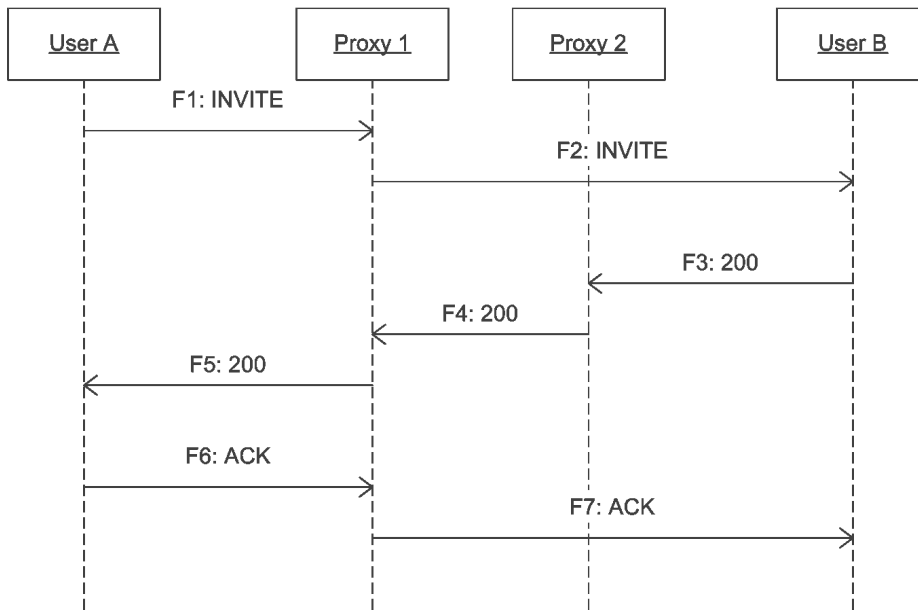 User A
Proxy 1
Proxy 2
User B
F1: INVITE
F2: INVITE
F3: 200
F4: 200
F5: 200
F6: ACK
F7: ACK